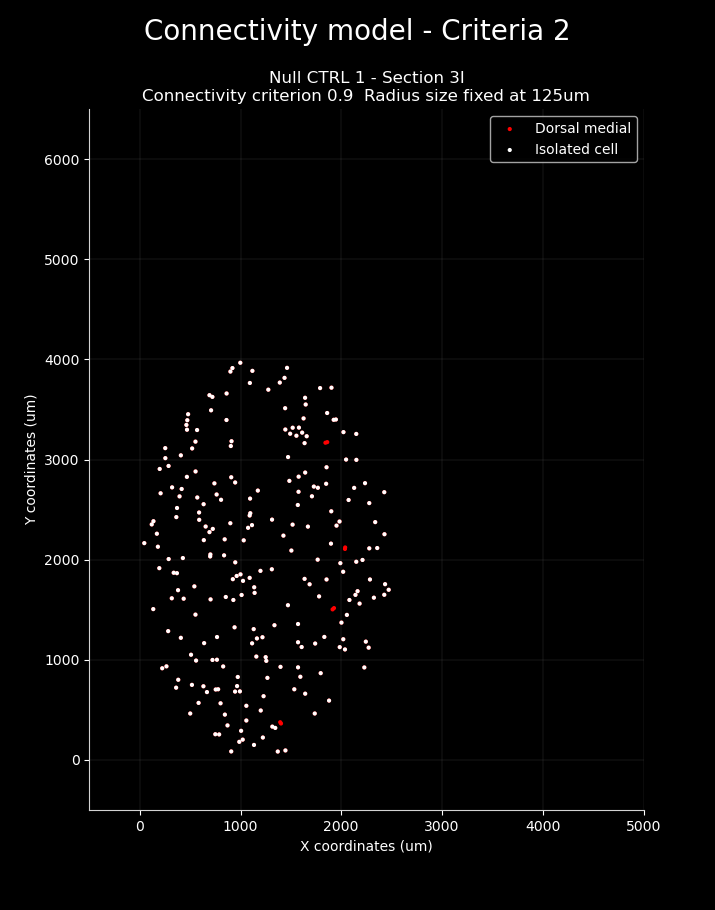 Connectivity model - Criteria 2
Null CTRL 1 - Section 3l
Connectivity criterion 0.9  Radius size fixed at 125um
Dorsal medial
Isolated cell
6000
5000
4000
3000
2000
1000
0
Y coordinates (um)
0 1000 2000 3000 4000 5000
X coordinates (um)